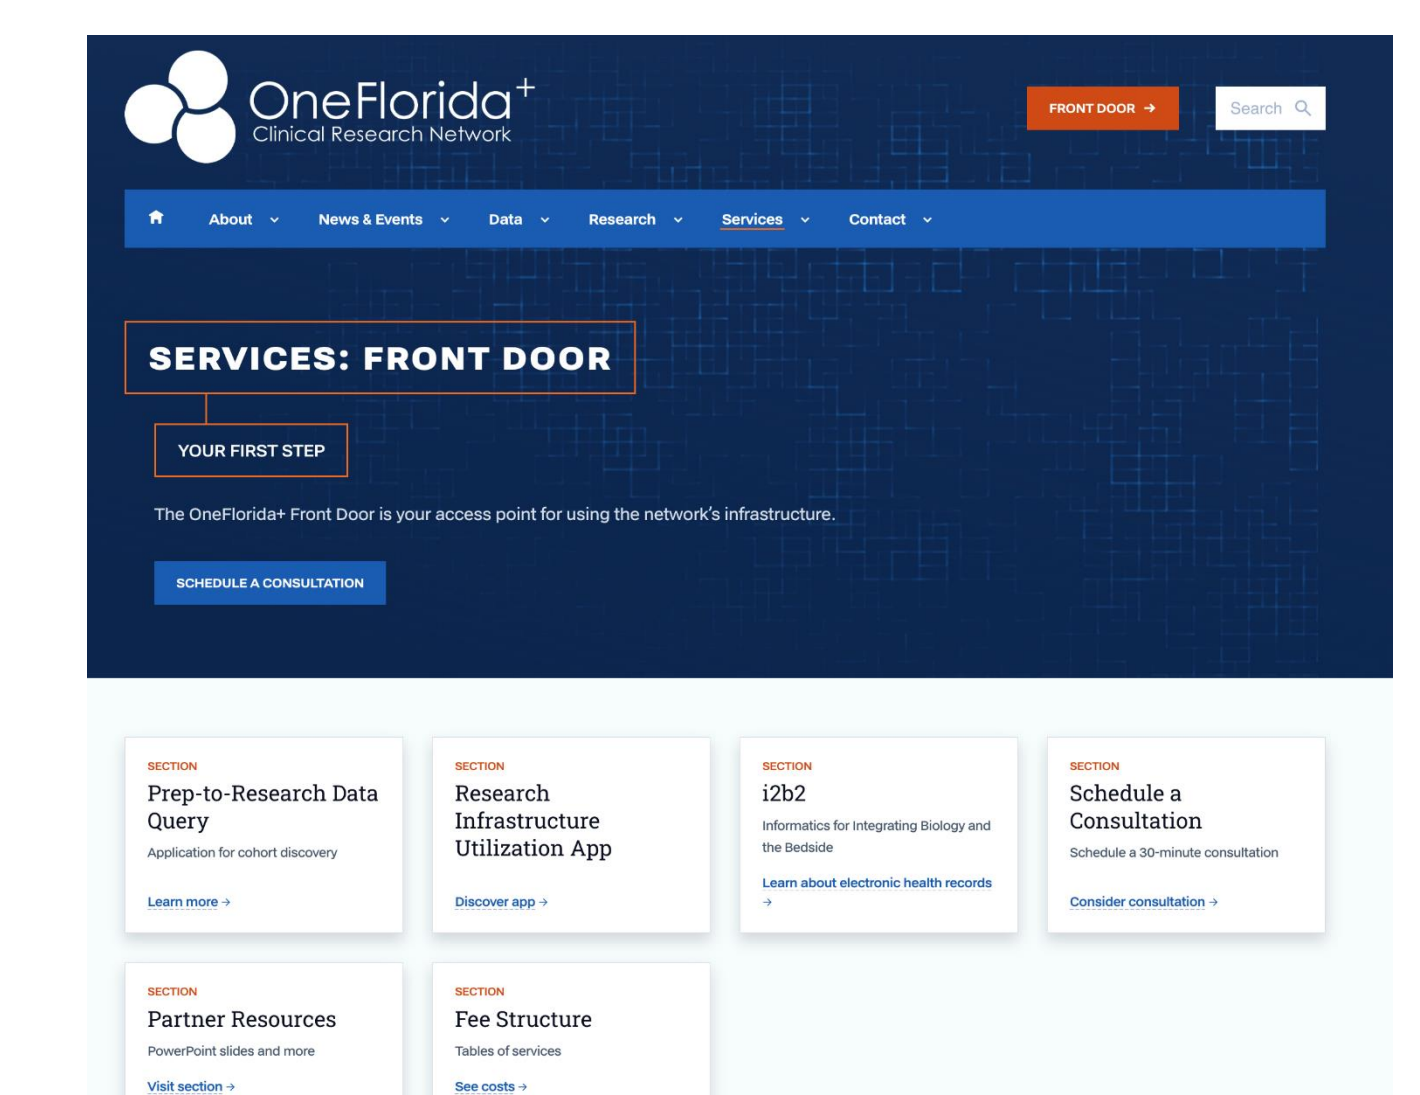 OneFlorida+
Clinical Research Network
FRONT DOOR →
Search
About
News & Events
Data
Research
Services
Contact
SERVICES: FRONT DOOR
YOUR FIRST STEP
The OneFlorida+ Front Door is your access point for using the network's infrastructure.
SCHEDULE A CONSULTATION
SECTION
Prep-to-Research Data
Query
Application for cohort discovery
Learn more →
SECTION
Research
Infrastructure
Utilization App
Discover app →
SECTION
i2b2
Informatics for Integrating Biology and
the Bedside
Learn about electronic health records
→
SECTION
Schedule a
Consultation
Schedule a 30-minute consultation
Consider consultation →
SECTION
Partner Resources
PowerPoint slides and more
Visit section →
SECTION
Fee Structure
Tables of services
See costs →